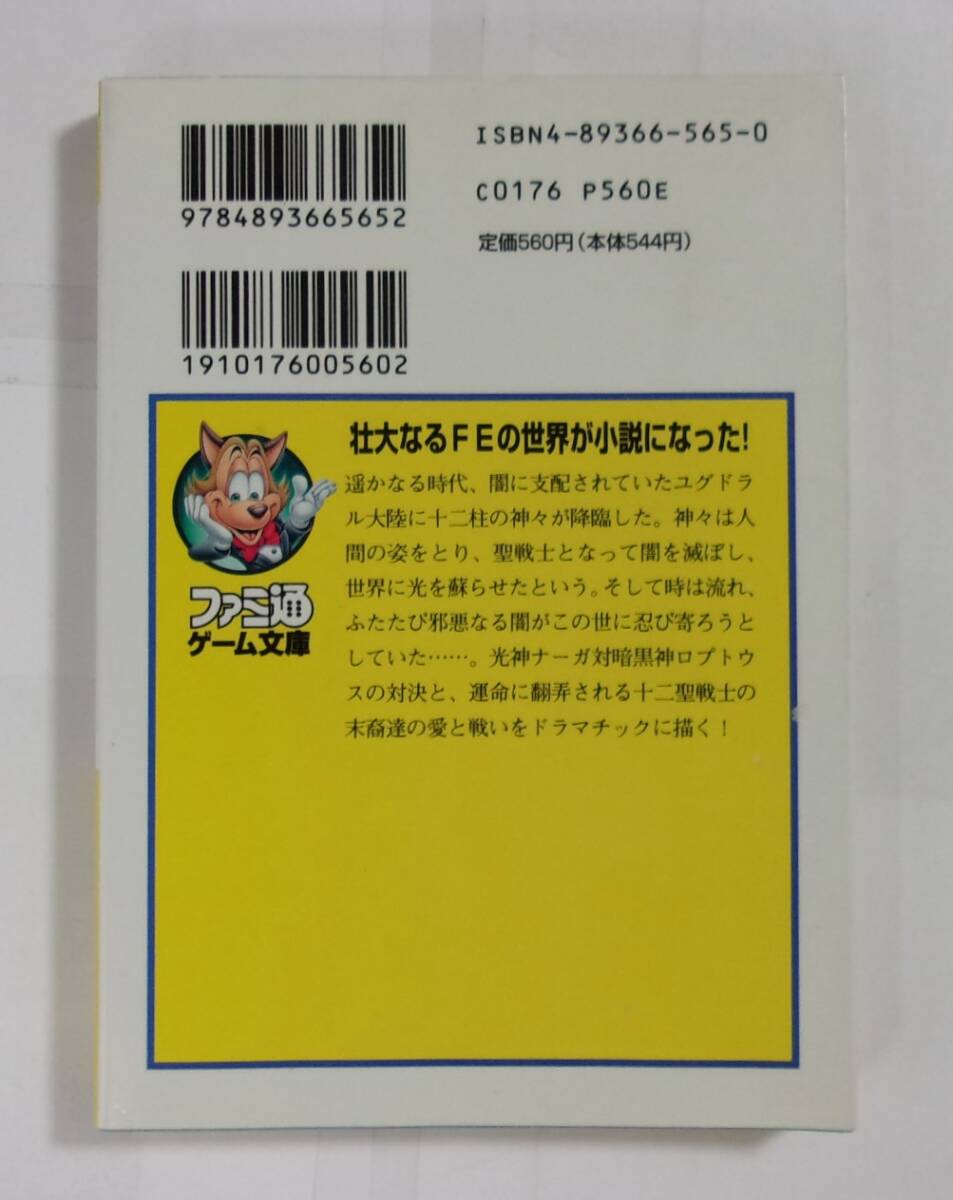 9784893665652
ISBN4-89366-565-0
C0176 P560E
定価560円(本体544円)
1910176005602
壮大なるFEの世界が小説になった!
遥かなる時代、闇に支配されていたユグドラ
ル大陸に十二柱の神々が降臨した。神々は人
間の姿をとり、聖戦士となって闇を滅ぼし、
世界に光を蘇らせたという。そして時は流れ、
ふたたび邪悪なる闇がこの世に忍び寄ろうと
していた……。光神ナーガ対暗黒神ロプトウ
スの対決と、運命に翻弄される十二聖戦士の
末裔達の愛と戦いをドラマチックに描く!
ファミ通
ゲーム文庫